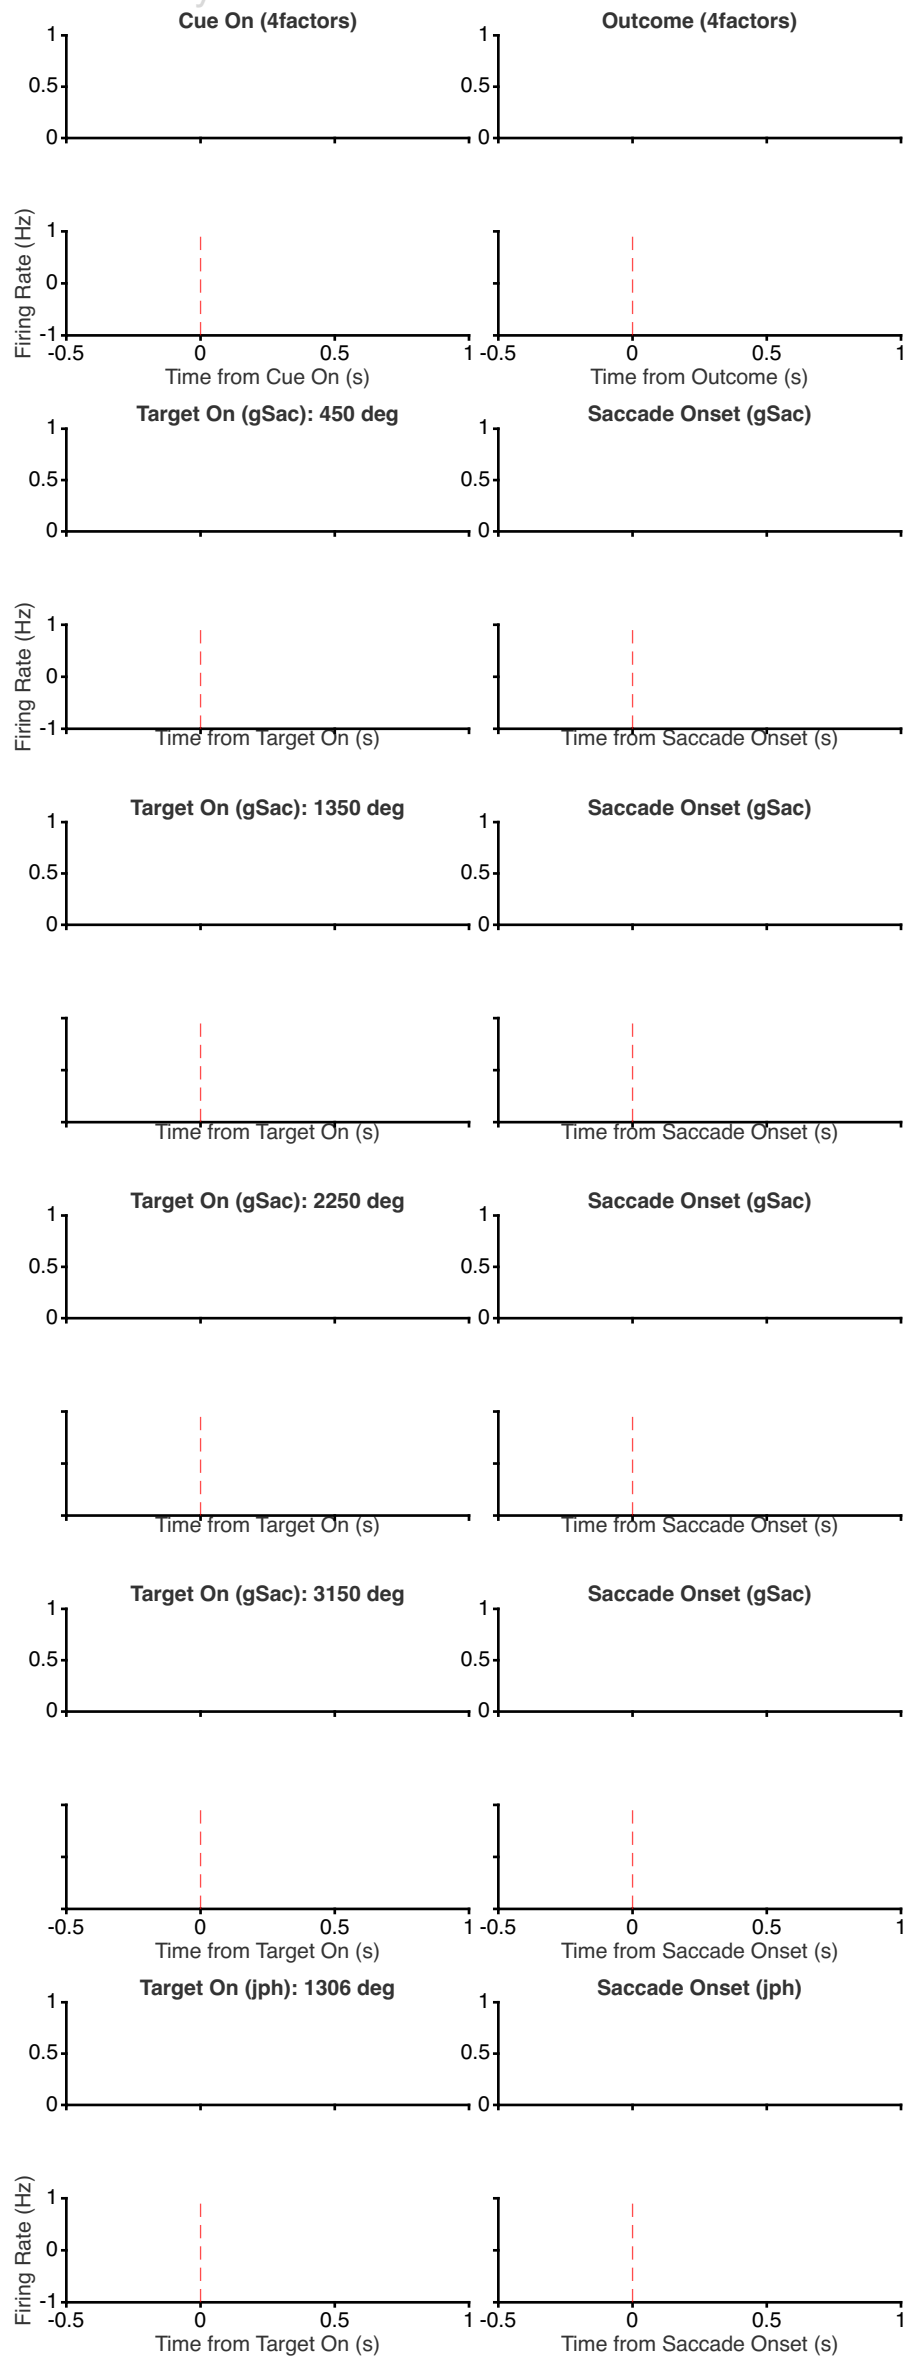 Cue On (4factors) Outcome (4factors)
1 1
0.5 0.5
0 0
Firing Rate (Hz)
1 1
0 0
-1 -1
-0.5 0 0.5 1 -0.5 0 0.5 1
Time from Cue On (s) Time from Outcome (s)
Target On (gSac): 450 deg Saccade Onset (gSac)
1 1
0.5 0.5
0 0
Firing Rate (Hz)
1
0
-1
Time from Target On (s) Time from Saccade Onset (s)
Target On (gSac): 1350 deg Saccade Onset (gSac)
1 1
0.5 0.5
0 0
Time from Target On (s) Time from Saccade Onset (s)
Target On (gSac): 2250 deg Saccade Onset (gSac)
1 1
0.5 0.5
0 0
Time from Target On (s) Time from Saccade Onset (s)
Target On (gSac): 3150 deg Saccade Onset (gSac)
1 1
0.5 0.5
0 0
-0.5 0 0.5 1 -0.5 0 0.5 1
Time from Target On (s) Time from Saccade Onset (s)
Target On (jph): 1306 deg Saccade Onset (jph)
1 1
0.5 0.5
0 0
Firing Rate (Hz)
1
0
-1
-0.5 0 0.5 1 -0.5 0 0.5 1
Time from Target On (s) Time from Saccade Onset (s)